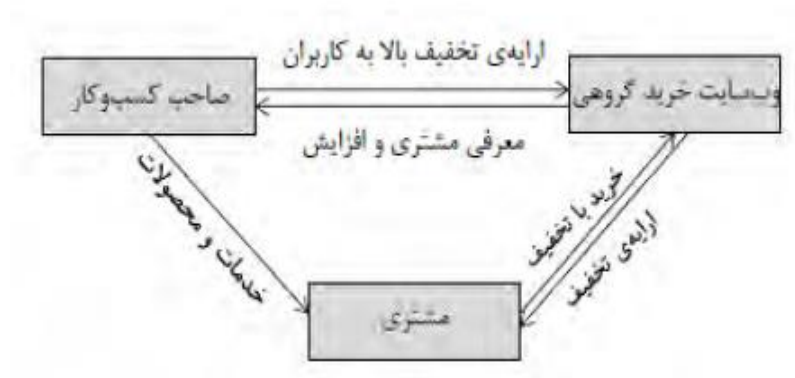 ارایه‌ی تخفیف بالا به کاربران
وب‌سایت خرید گروهی
صاحب کسب‌وکار
معرفی مشتری و افزایش
خرید با تخفیف
ارایه‌ی تخفیف
خدمات و محصولات
مشتری